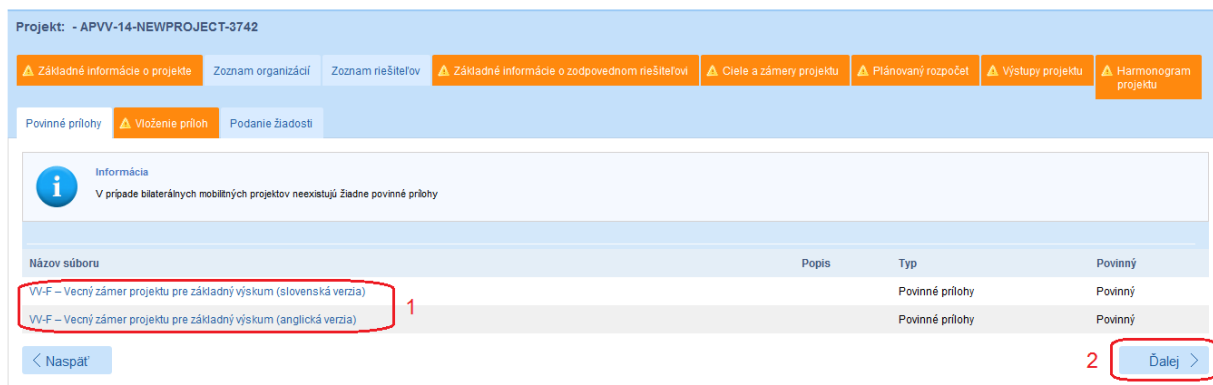 Projekt: - APVV-14-NEWPROJECT-3742
Základné informácie o projekte Zoznam organizácií Zoznam riešiteľov Základné informácie o zodpovednom riešiteľovi Ciele a zámery projektu Plánovaný rozpočet Výstupy projektu Harmonogram
projektu
Povinné prílohy Vloženie príloh Podanie žiadosti
Informácia
V prípade bilaterálnych mobilitných projektov neexistujú žiadne povinné prílohy
Názov súboru Popis Typ Povinný
VV-F – Vecný zámer projektu pre základný výskum (slovenská verzia) Povinné prílohy Povinný
1
VV-F – Vecný zámer projektu pre základný výskum (anglická verzia) Povinné prílohy Povinný
< Naspäť 2 Ďalej >